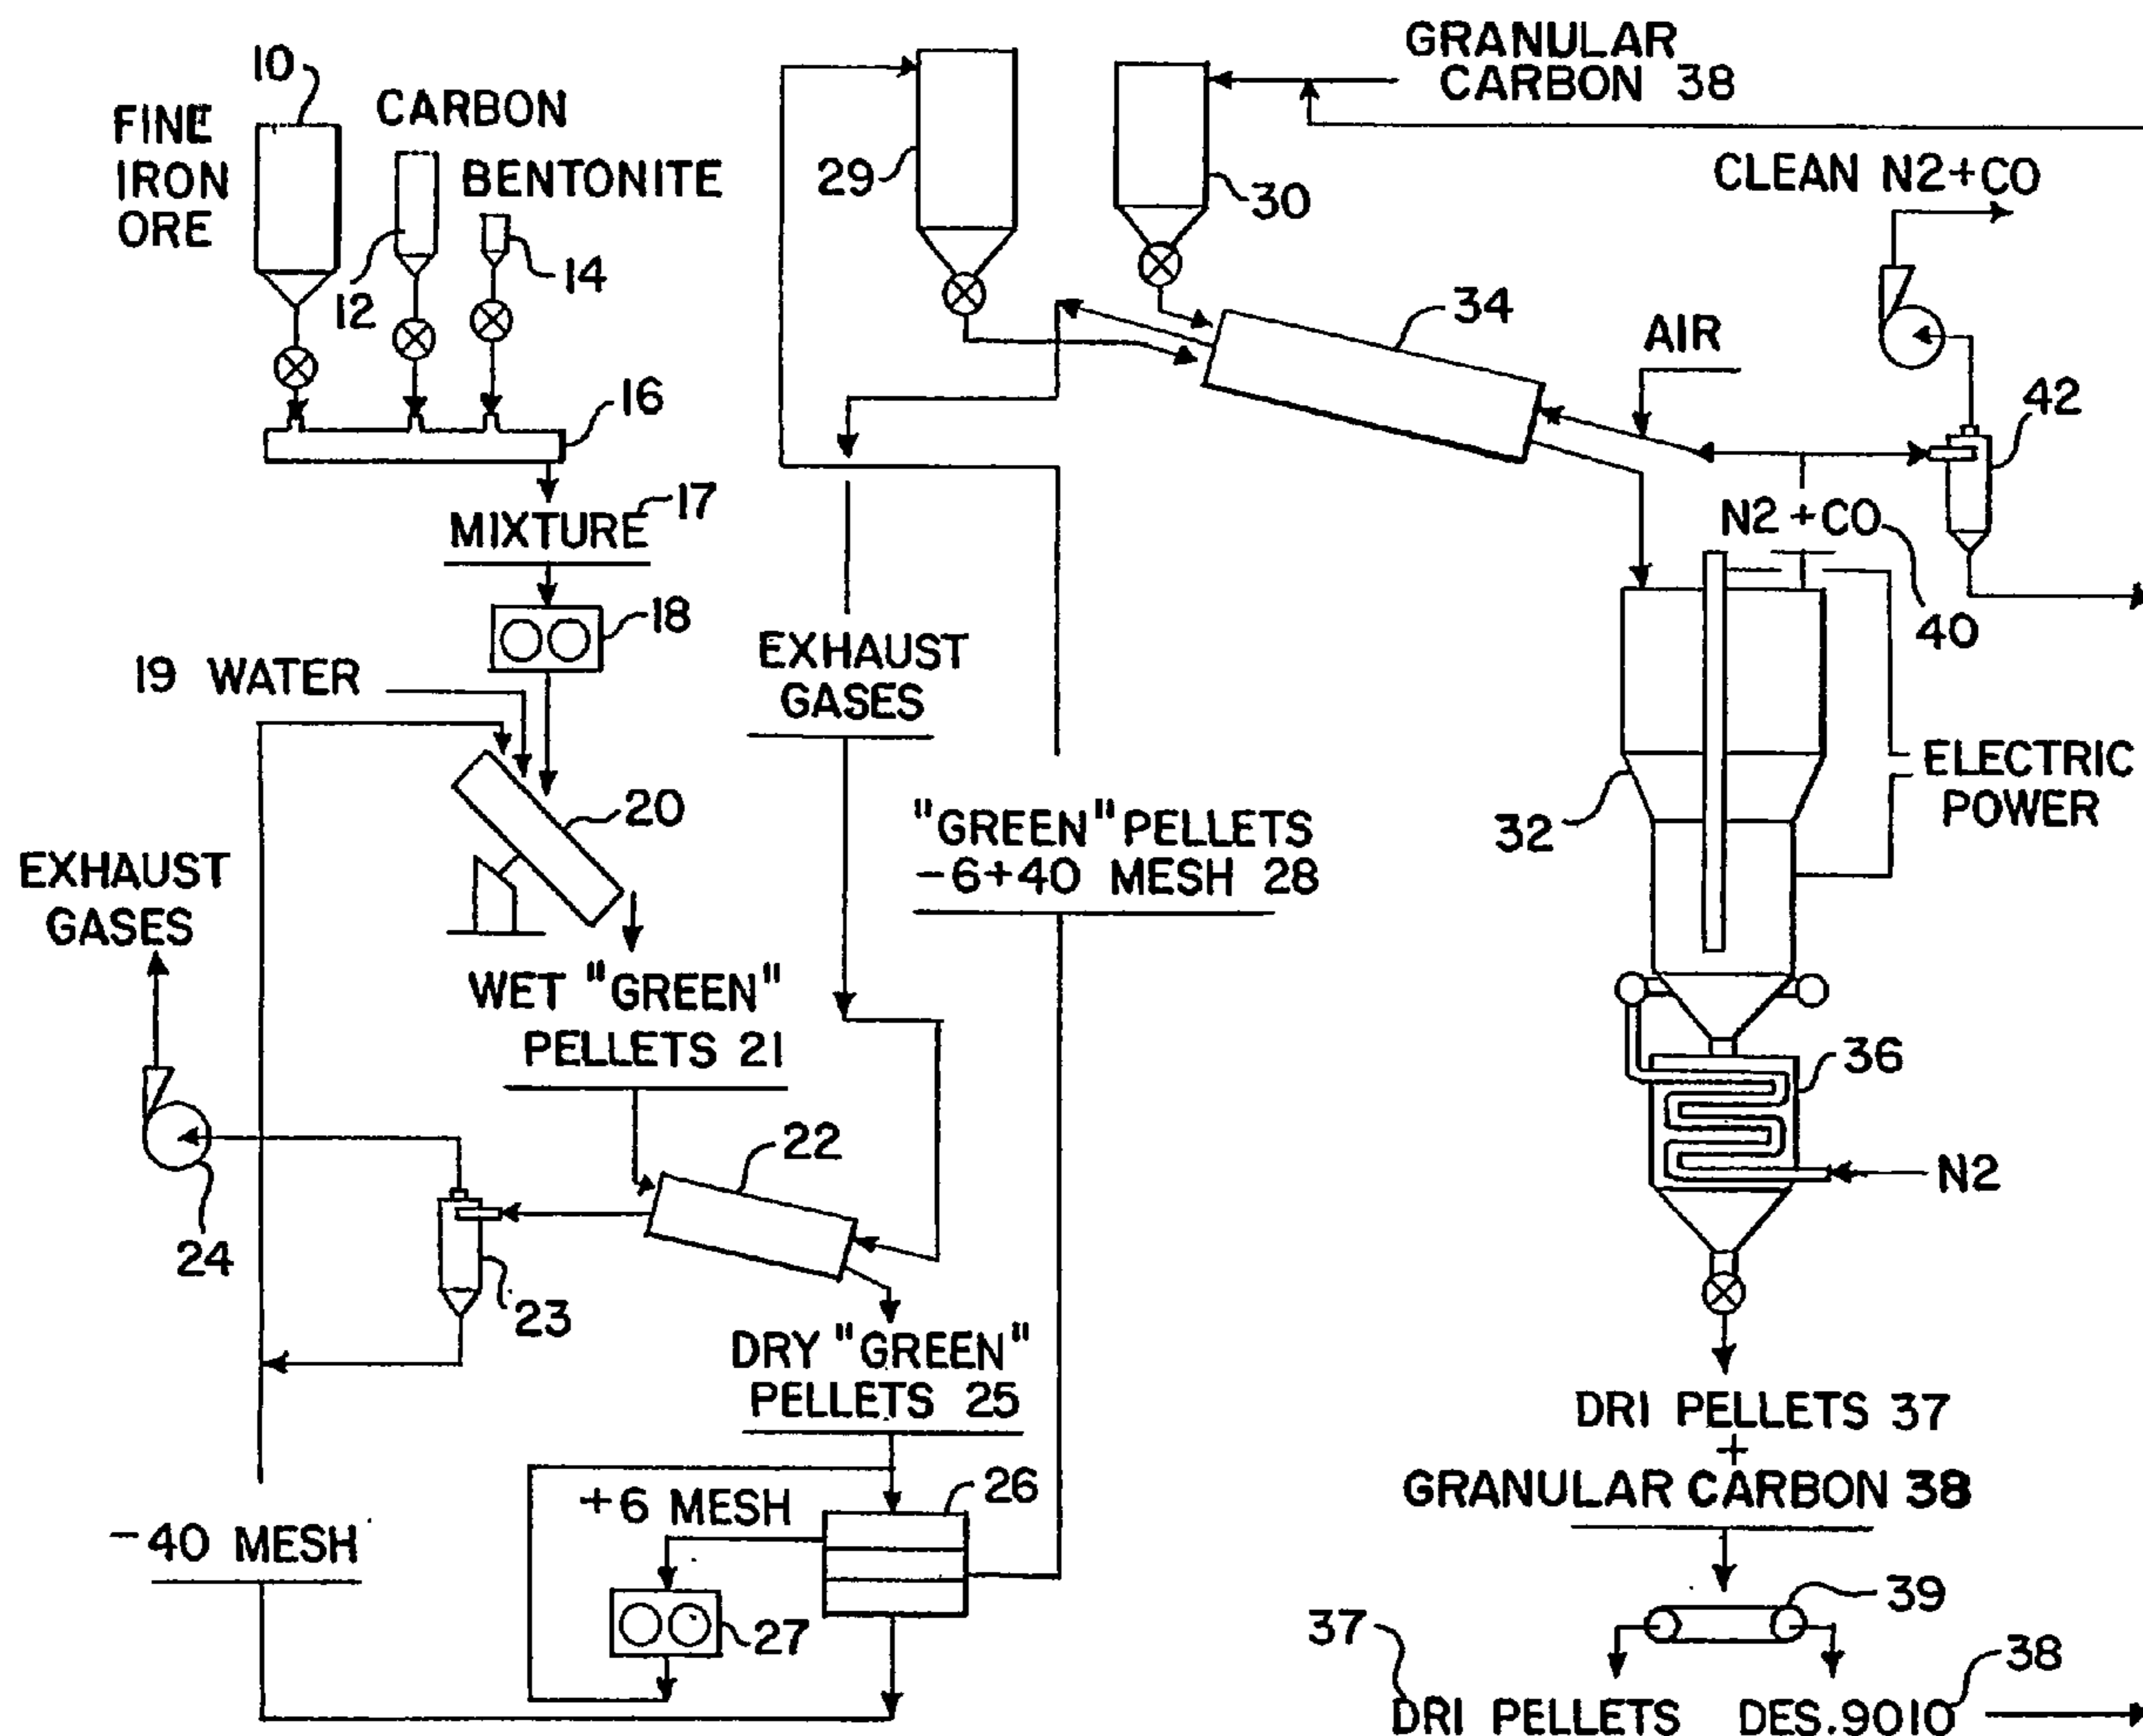 10
FINE
IRON
ORE
CARBON
BENTONITE
12
14
16
MIXTURE 17
18
19 WATER
20
WET "GREEN"
PELLETS 21
EXHAUST
GASES
24
22
23
DRY "GREEN"
PELLETS 25
+6 MESH
26
27
-40 MESH
29
30
GRANULAR
CARBON 38
CLEAN N2+CO
34
AIR
42
N2+CO
40
EXHAUST
GASES
"GREEN" PELLETS
-6+40 MESH 28
32
ELECTRIC
POWER
36
N2
DRI PELLETS 37
+
GRANULAR CARBON 38
39
37
38
DRI PELLETS
DES.9010